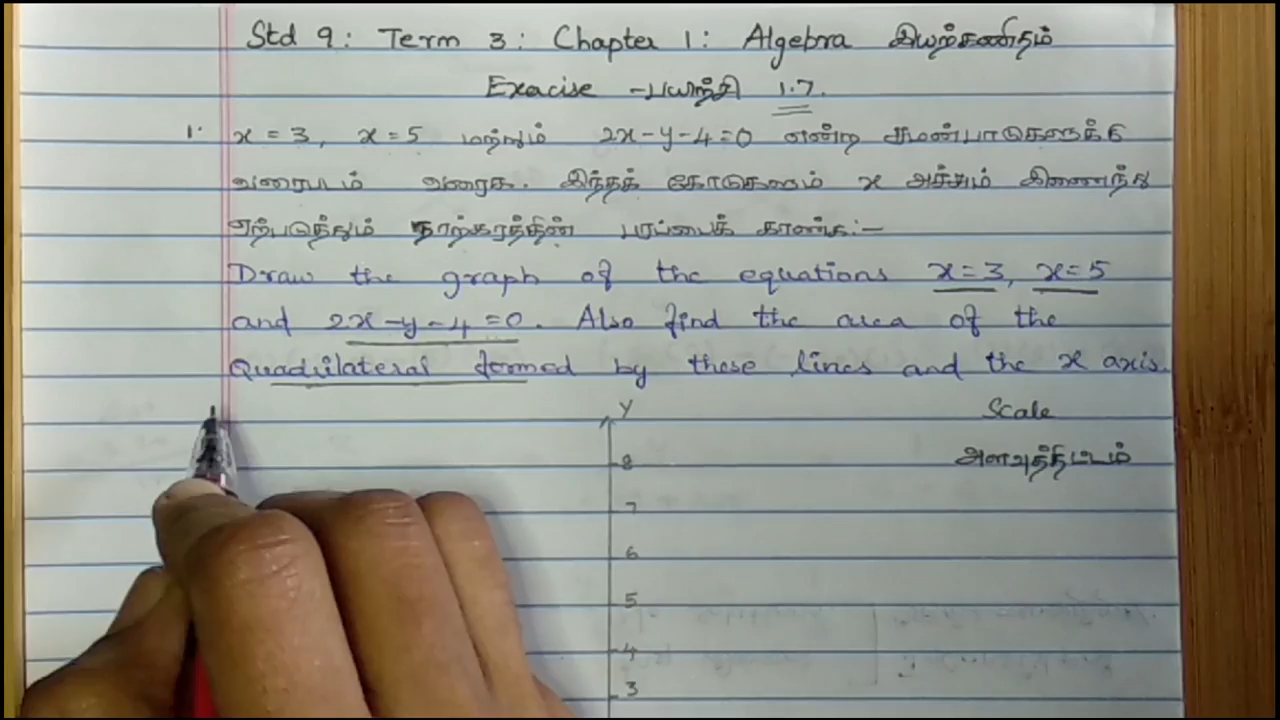 Std 9: Term 3: Chapter 1: Algebra இயற்கணிதம்
Exacise - பயிற்சி 1.7.
1. x = 3, x = 5 மற்றும் 2x-y-4=0 என்ற சமன்பாடுகளுக்கு
வரைபடம் வரைக. இந்தக் கோடுகளும் x அச்சும் இணைந்து
ஏற்படுத்தும் நாற்கரத்தின் பரப்பைக் காண்க:-
Draw the graph of the equations x=3, x=5
and 2x-y-4=0. Also find the area of the
Quadrilateral formed by these lines and the x axis.
Y Scale
8 அளவுத்திட்டம்
7
6
5
4
3